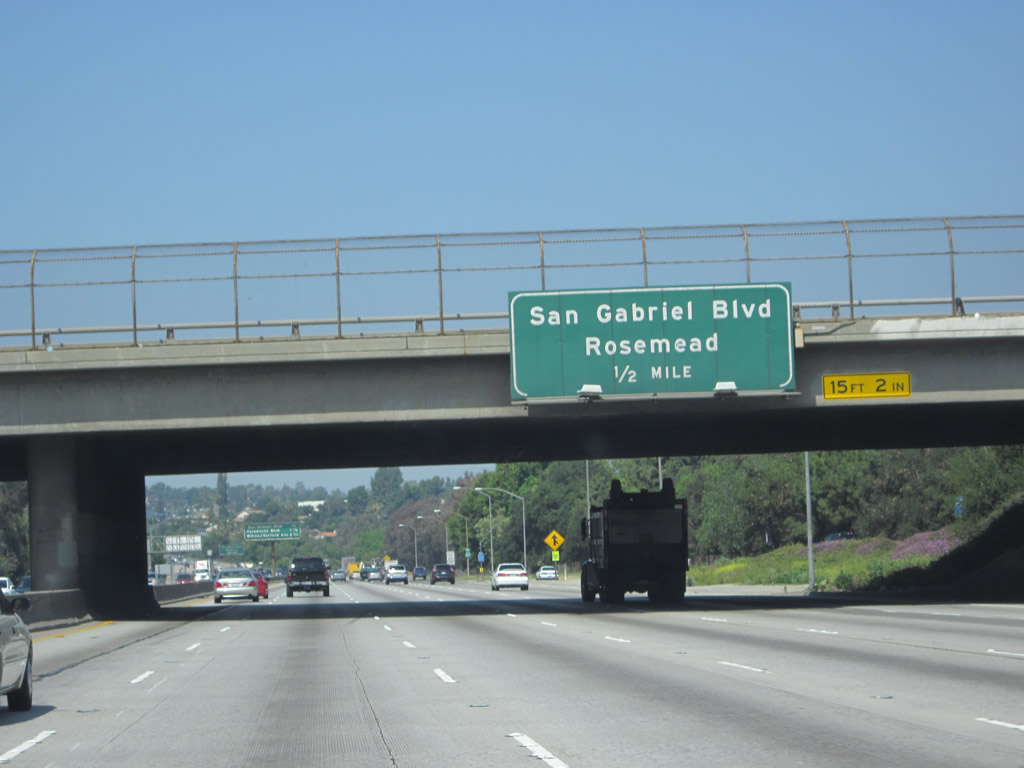 San Gabriel Blvd
Rosemead
1/2 MILE
15 FT 2 IN